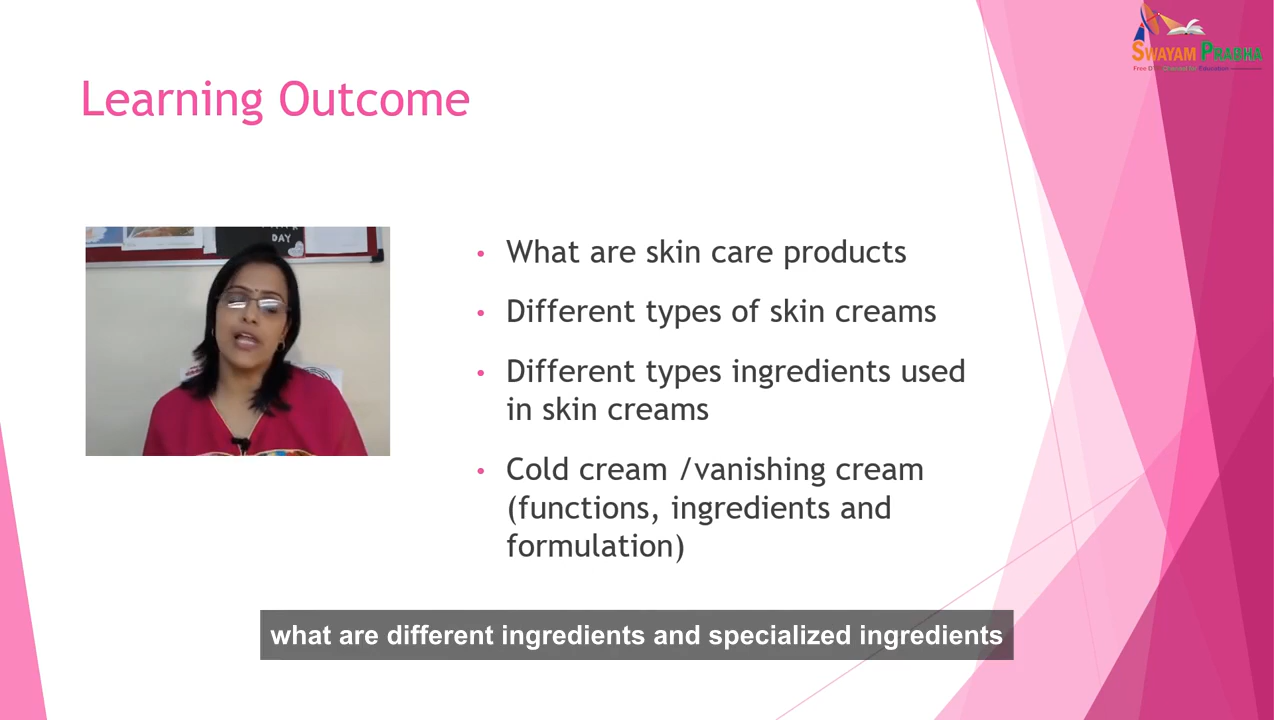 SWAYAM PRABHA
Learning Outcome
DAY
• What are skin care products
• Different types of skin creams
• Different types ingredients used
in skin creams
• Cold cream /vanishing cream
(functions, ingredients and
formulation)
what are different ingredients and specialized ingredients